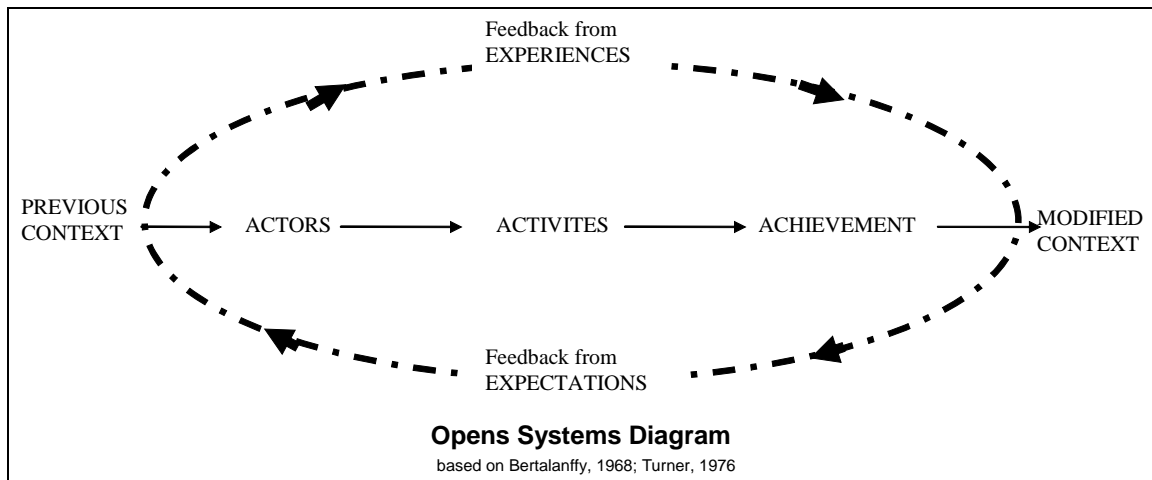 Feedback from
EXPERIENCES
PREVIOUS
CONTEXT
ACTORS
ACTIVITES
ACHIEVEMENT
MODIFIED
CONTEXT
Feedback from
EXPECTATIONS
Opens Systems Diagram
based on Bertalanffy, 1968; Turner, 1976